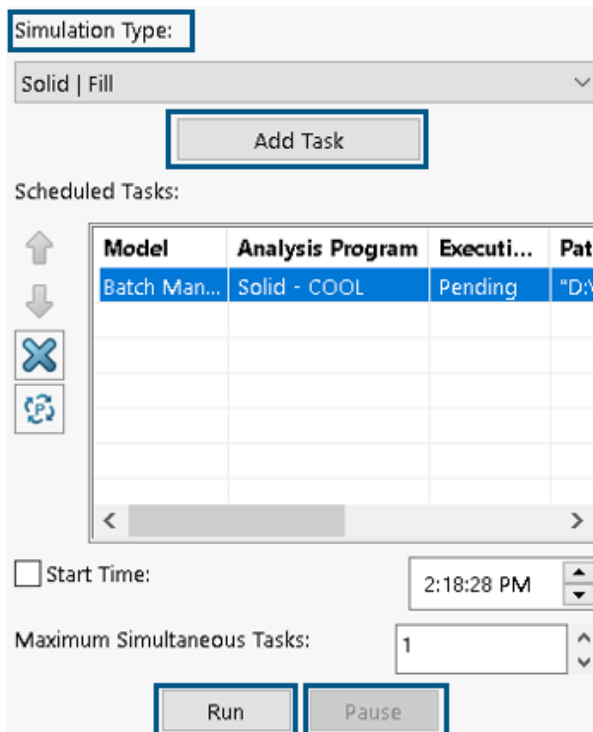 Simulation Type:
Solid | Fill
Add Task
Scheduled Tasks:
Model Analysis Program Executi... Pat
Batch Man... Solid - COOL Pending "D:\
Start Time:
2:18:28 PM
Maximum Simultaneous Tasks:
1
Run Pause